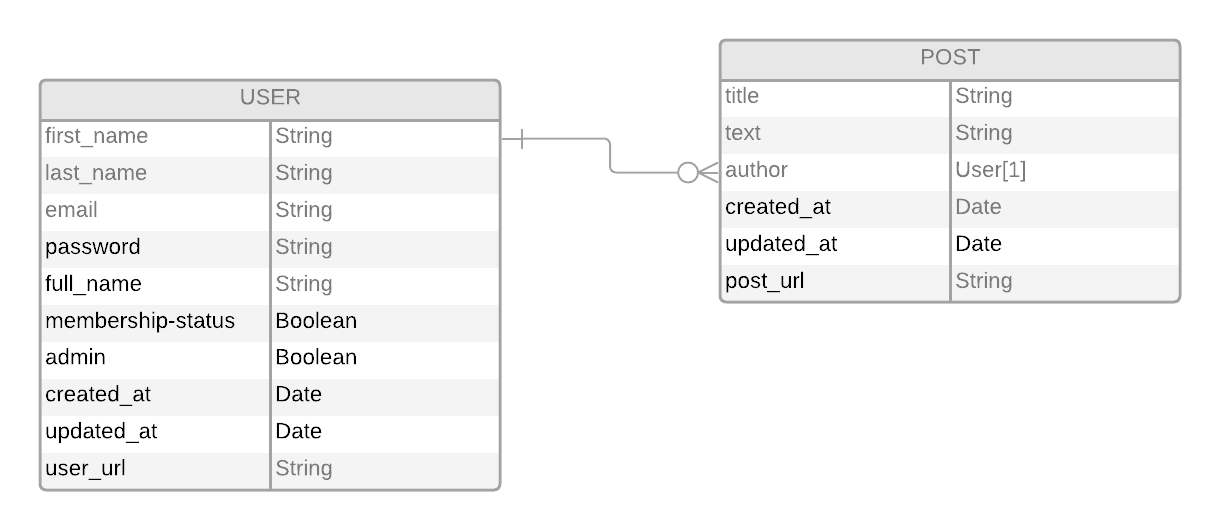 USER
first_name String
last_name String
email String
password String
full_name String
membership-status Boolean
admin Boolean
created_at Date
updated_at Date
user_url String
POST
title String
text String
author User[1]
created_at Date
updated_at Date
post_url String